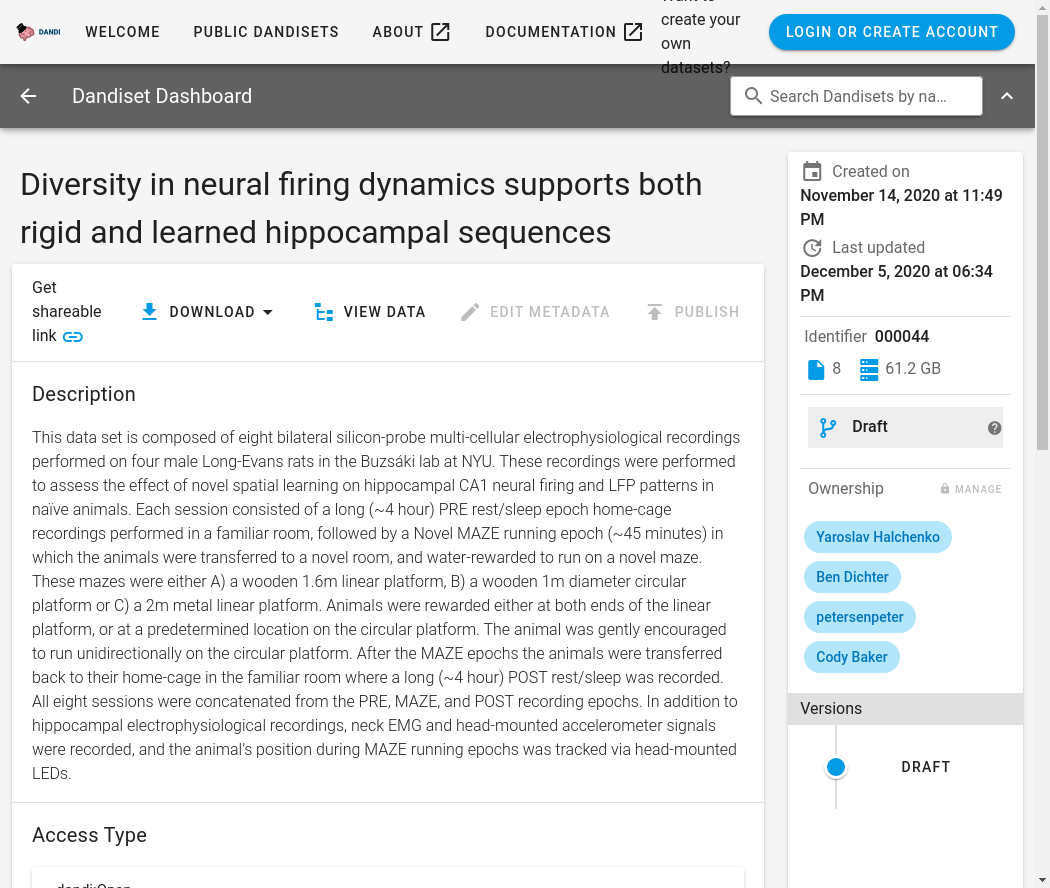 DANDI
WELCOME
PUBLIC DANDISETS
ABOUT
DOCUMENTATION
create your
own
datasets?
LOGIN OR CREATE ACCOUNT
Dandiset Dashboard
Search Dandisets by na...
Diversity in neural firing dynamics supports both
rigid and learned hippocampal sequences
Get
shareable
link
DOWNLOAD
VIEW DATA
EDIT METADATA
PUBLISH
Description
This data set is composed of eight bilateral silicon-probe multi-cellular electrophysiological recordings
performed on four male Long-Evans rats in the Buzsáki lab at NYU. These recordings were performed
to assess the effect of novel spatial learning on hippocampal CA1 neural firing and LFP patterns in
naïve animals. Each session consisted of a long (~4 hour) PRE rest/sleep epoch home-cage
recordings performed in a familiar room, followed by a Novel MAZE running epoch (~45 minutes) in
which the animals were transferred to a novel room, and water-rewarded to run on a novel maze.
These mazes were either A) a wooden 1.6m linear platform, B) a wooden 1m diameter circular
platform or C) a 2m metal linear platform. Animals were rewarded either at both ends of the linear
platform, or at a predetermined location on the circular platform. The animal was gently encouraged
to run unidirectionally on the circular platform. After the MAZE epochs the animals were transferred
back to their home-cage in the familiar room where a long (~4 hour) POST rest/sleep was recorded.
All eight sessions were concatenated from the PRE, MAZE, and POST recording epochs. In addition to
hippocampal electrophysiological recordings, neck EMG and head-mounted accelerometer signals
were recorded, and the animal's position during MAZE running epochs was tracked via head-mounted
LEDs.
Access Type
Created on
November 14, 2020 at 11:49
PM
Last updated
December 5, 2020 at 06:34
PM
Identifier 000044
8 61.2 GB
Draft
Ownership
MANAGE
Yaroslav Halchenko
Ben Dichter
petersenpeter
Cody Baker
Versions
DRAFT